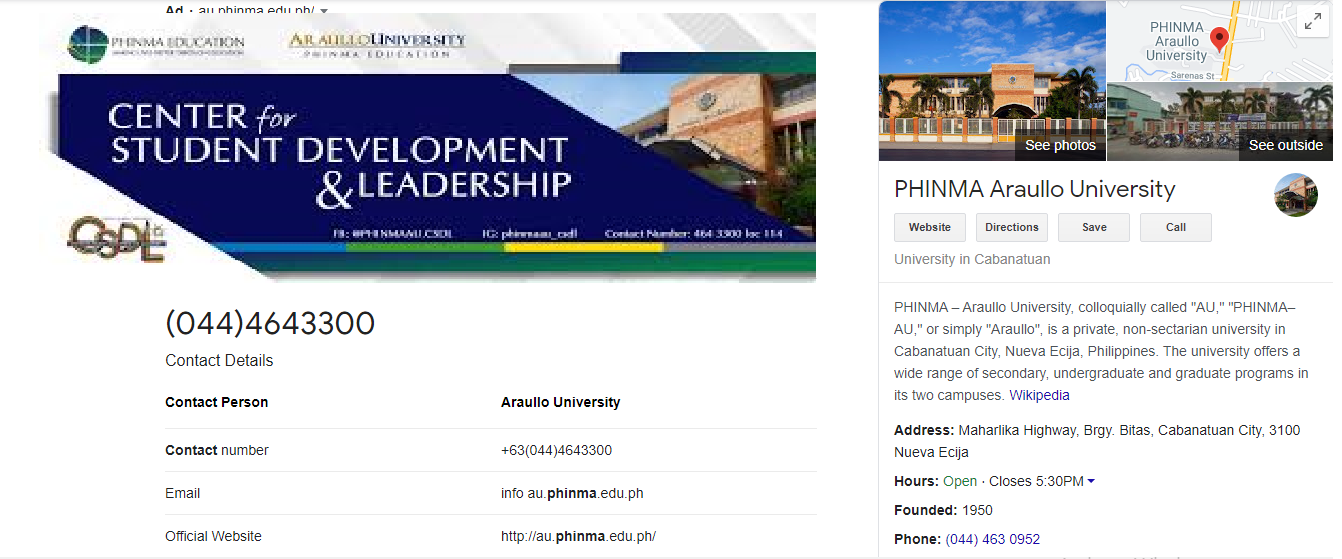 Ad · au.phinma.edu.ph/
PHINMA EDUCATION
ARAULLO UNIVERSITY
PHINMA EDUCATION
CENTER for
STUDENT DEVELOPMENT
& LEADERSHIP
CSDL
FB: @PHINMAAU.CSDL IG: phinmaau_csdl Contact Number: 464 3300 loc 114
(044)4643300
Contact Details
Contact Person Araullo University
Contact number +63(044)4643300
Email info au.phinma.edu.ph
Official Website http://au.phinma.edu.ph/
PHINMA
Araullo
University
Sarenas St
See photos
See outside
PHINMA Araullo University
Website Directions Save Call
University in Cabanatuan
PHINMA – Araullo University, colloquially called "AU," "PHINMA–
AU," or simply "Araullo", is a private, non-sectarian university in
Cabanatuan City, Nueva Ecija, Philippines. The university offers a
wide range of secondary, undergraduate and graduate programs in
its two campuses. Wikipedia
Address: Maharlika Highway, Brgy. Bitas, Cabanatuan City, 3100
Nueva Ecija
Hours: Open · Closes 5:30PM
Founded: 1950
Phone: (044) 463 0952